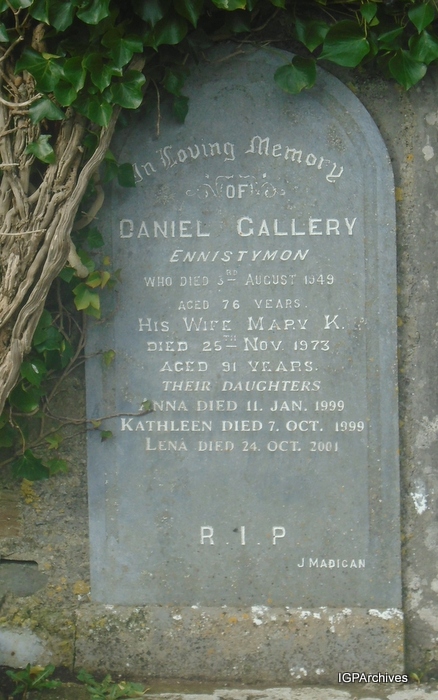 In Loving Memory
OF
DANIEL GALLERY
ENNISTYMON
WHO DIED 3RD AUGUST 1949
AGED 76 YEARS.
HIS WIFE MARY K.
DIED 25TH NOV. 1973
AGED 91 YEARS.
THEIR DAUGHTERS
ANNA DIED 11. JAN. 1999
KATHLEEN DIED 7. OCT. 1999
LENA DIED 24. OCT. 2001
R.I.P
J MADIGAN
IGPArchives